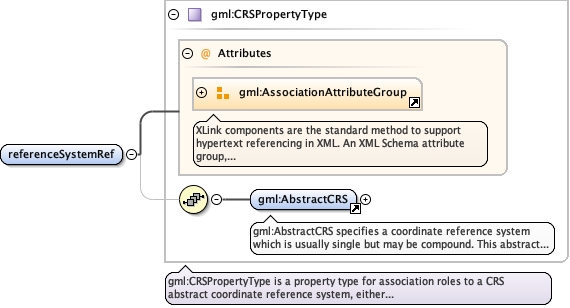 gml:CRSPropertyType
@ Attributes
gml:AssociationAttributeGroup
XLink components are the standard method to support
hypertext referencing in XML. An XML Schema attribute
group,...
referenceSystemRef
gml:AbstractCRS
gml:AbstractCRS specifies a coordinate reference system
which is usually single but may be compound. This abstract...
gml:CRSPropertyType is a property type for association roles to a CRS
abstract coordinate reference system, either...